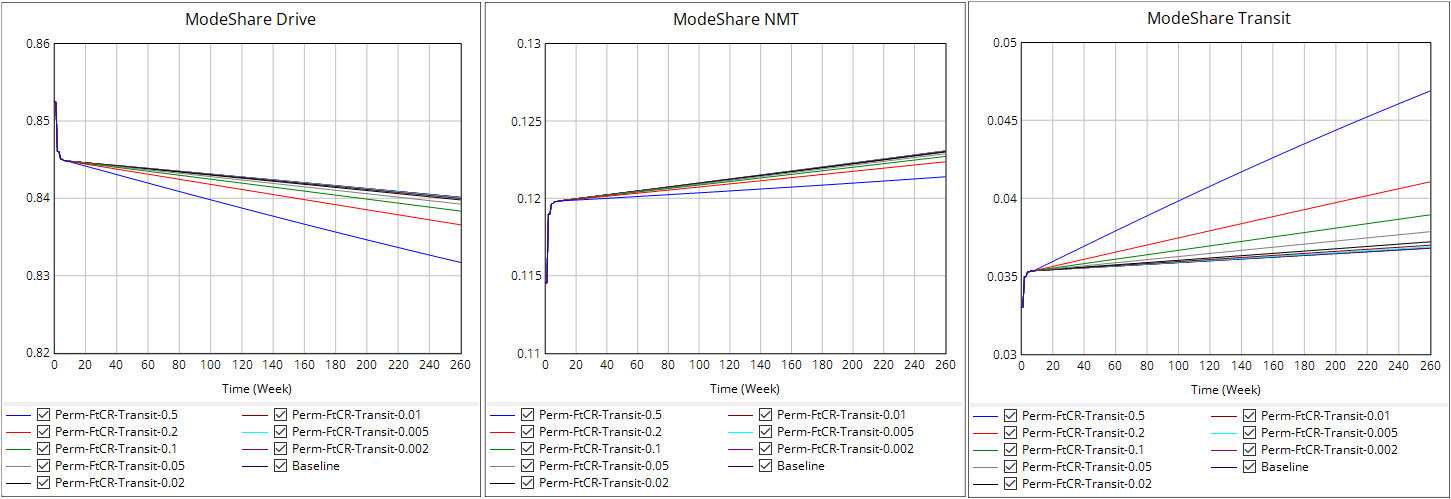 ModeShare Drive
0.86
0.85
0.84
0.83
0.82
0 20 40 60 80 100 120 140 160 180 200 220 240 260
Time (Week)
Perm-FtCR-Transit-0.5 Perm-FtCR-Transit-0.01
Perm-FtCR-Transit-0.2 Perm-FtCR-Transit-0.005
Perm-FtCR-Transit-0.1 Perm-FtCR-Transit-0.002
Perm-FtCR-Transit-0.05 Baseline
Perm-FtCR-Transit-0.02
ModeShare NMT
0.13
0.125
0.12
0.115
0.11
0 20 40 60 80 100 120 140 160 180 200 220 240 260
Time (Week)
Perm-FtCR-Transit-0.5 Perm-FtCR-Transit-0.01
Perm-FtCR-Transit-0.2 Perm-FtCR-Transit-0.005
Perm-FtCR-Transit-0.1 Perm-FtCR-Transit-0.002
Perm-FtCR-Transit-0.05 Baseline
Perm-FtCR-Transit-0.02
ModeShare Transit
0.05
0.045
0.04
0.035
0.03
0 20 40 60 80 100 120 140 160 180 200 220 240 260
Time (Week)
Perm-FtCR-Transit-0.5 Perm-FtCR-Transit-0.01
Perm-FtCR-Transit-0.2 Perm-FtCR-Transit-0.005
Perm-FtCR-Transit-0.1 Perm-FtCR-Transit-0.002
Perm-FtCR-Transit-0.05 Baseline
Perm-FtCR-Transit-0.02